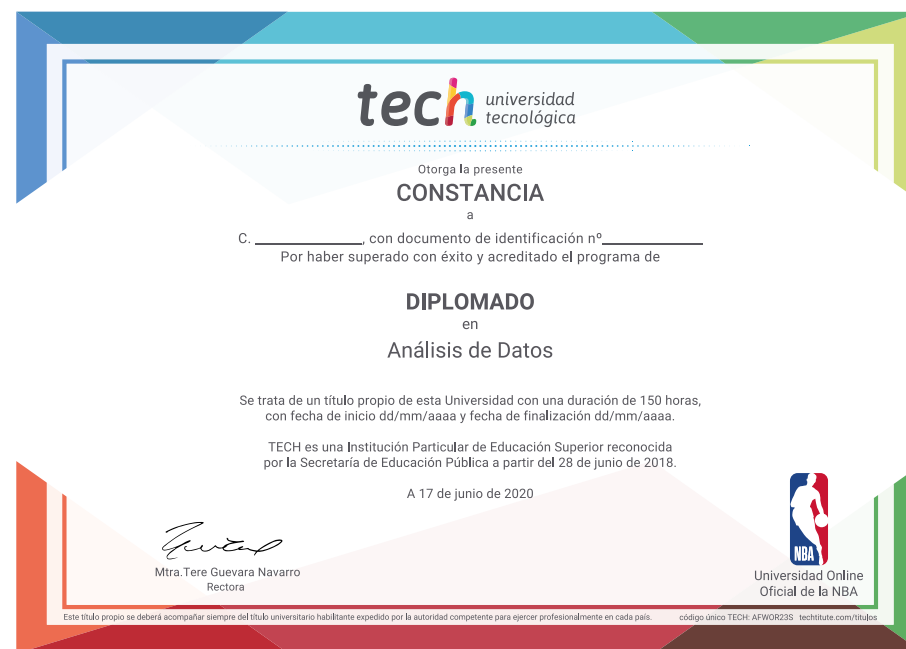 tech universidad
tecnológica
Otorga la presente
CONSTANCIA
a
C. ______________, con documento de identificación nº_____________
Por haber superado con éxito y acreditado el programa de
DIPLOMADO
en
Análisis de Datos
Se trata de un título propio de esta Universidad con una duración de 150 horas,
con fecha de inicio dd/mm/aaaa y fecha de finalización dd/mm/aaaa.
TECH es una Institución Particular de Educación Superior reconocida
por la Secretaría de Educación Pública a partir del 28 de junio de 2018.
A 17 de junio de 2020
Mtra.Tere Guevara Navarro
Rectora
NBA
Universidad Online
Oficial de la NBA
Este título propio se deberá acompañar siempre del título universitario habilitante expedido por la autoridad competente para ejercer profesionalmente en cada país. código único TECH: AFWOR23S techtitute.com/titulos